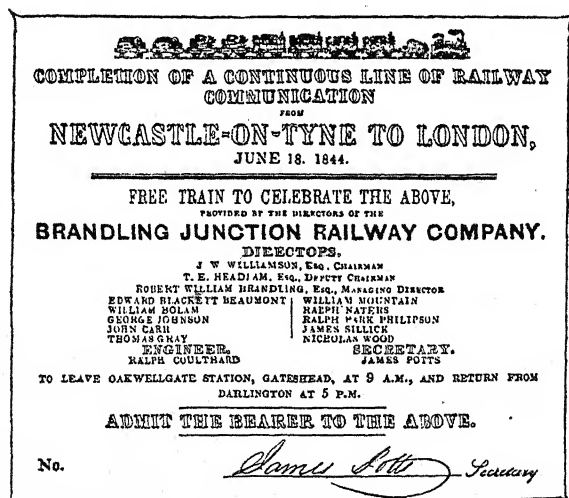 COMPLETION OF A CONTINUOUS LINE OF RAILWAY
COMMUNICATION
FROM
NEWCASTLE-ON-TYNE TO LONDON,
JUNE 18. 1844.
FREE TRAIN TO CELEBRATE THE ABOVE,
PROVIDED BY THE DIRECTORS OF THE
BRANDLING JUNCTION RAILWAY COMPANY.
DIRECTORS,
J W WILLIAMSON, Esq, Chairman
T. E. HEADLAM, Esq., Deputy Chairman
ROBERT WILLIAM BRANDLING, Esq., Managing Director
EDWARD BLACKETT BEAUMONT | WILLIAM MOUNTAIN
WILLIAM BOLAM | RALPH NATERS
GEORGE JOHNSON | RALPH PARK PHILIPSON
JOHN CARR | JAMES SILLICK
THOMAS GRAY | NICHOLAS WOOD
ENGINEER, SECRETARY.
RALPH COULTHARD JAMES POTTS
TO LEAVE OAKWELLGATE STATION, GATESHEAD, AT 9 A.M., AND RETURN FROM
DARLINGTON AT 5 P.M.
ADMIT THE BEARER TO THE ABOVE.
No. James Potts Secretary